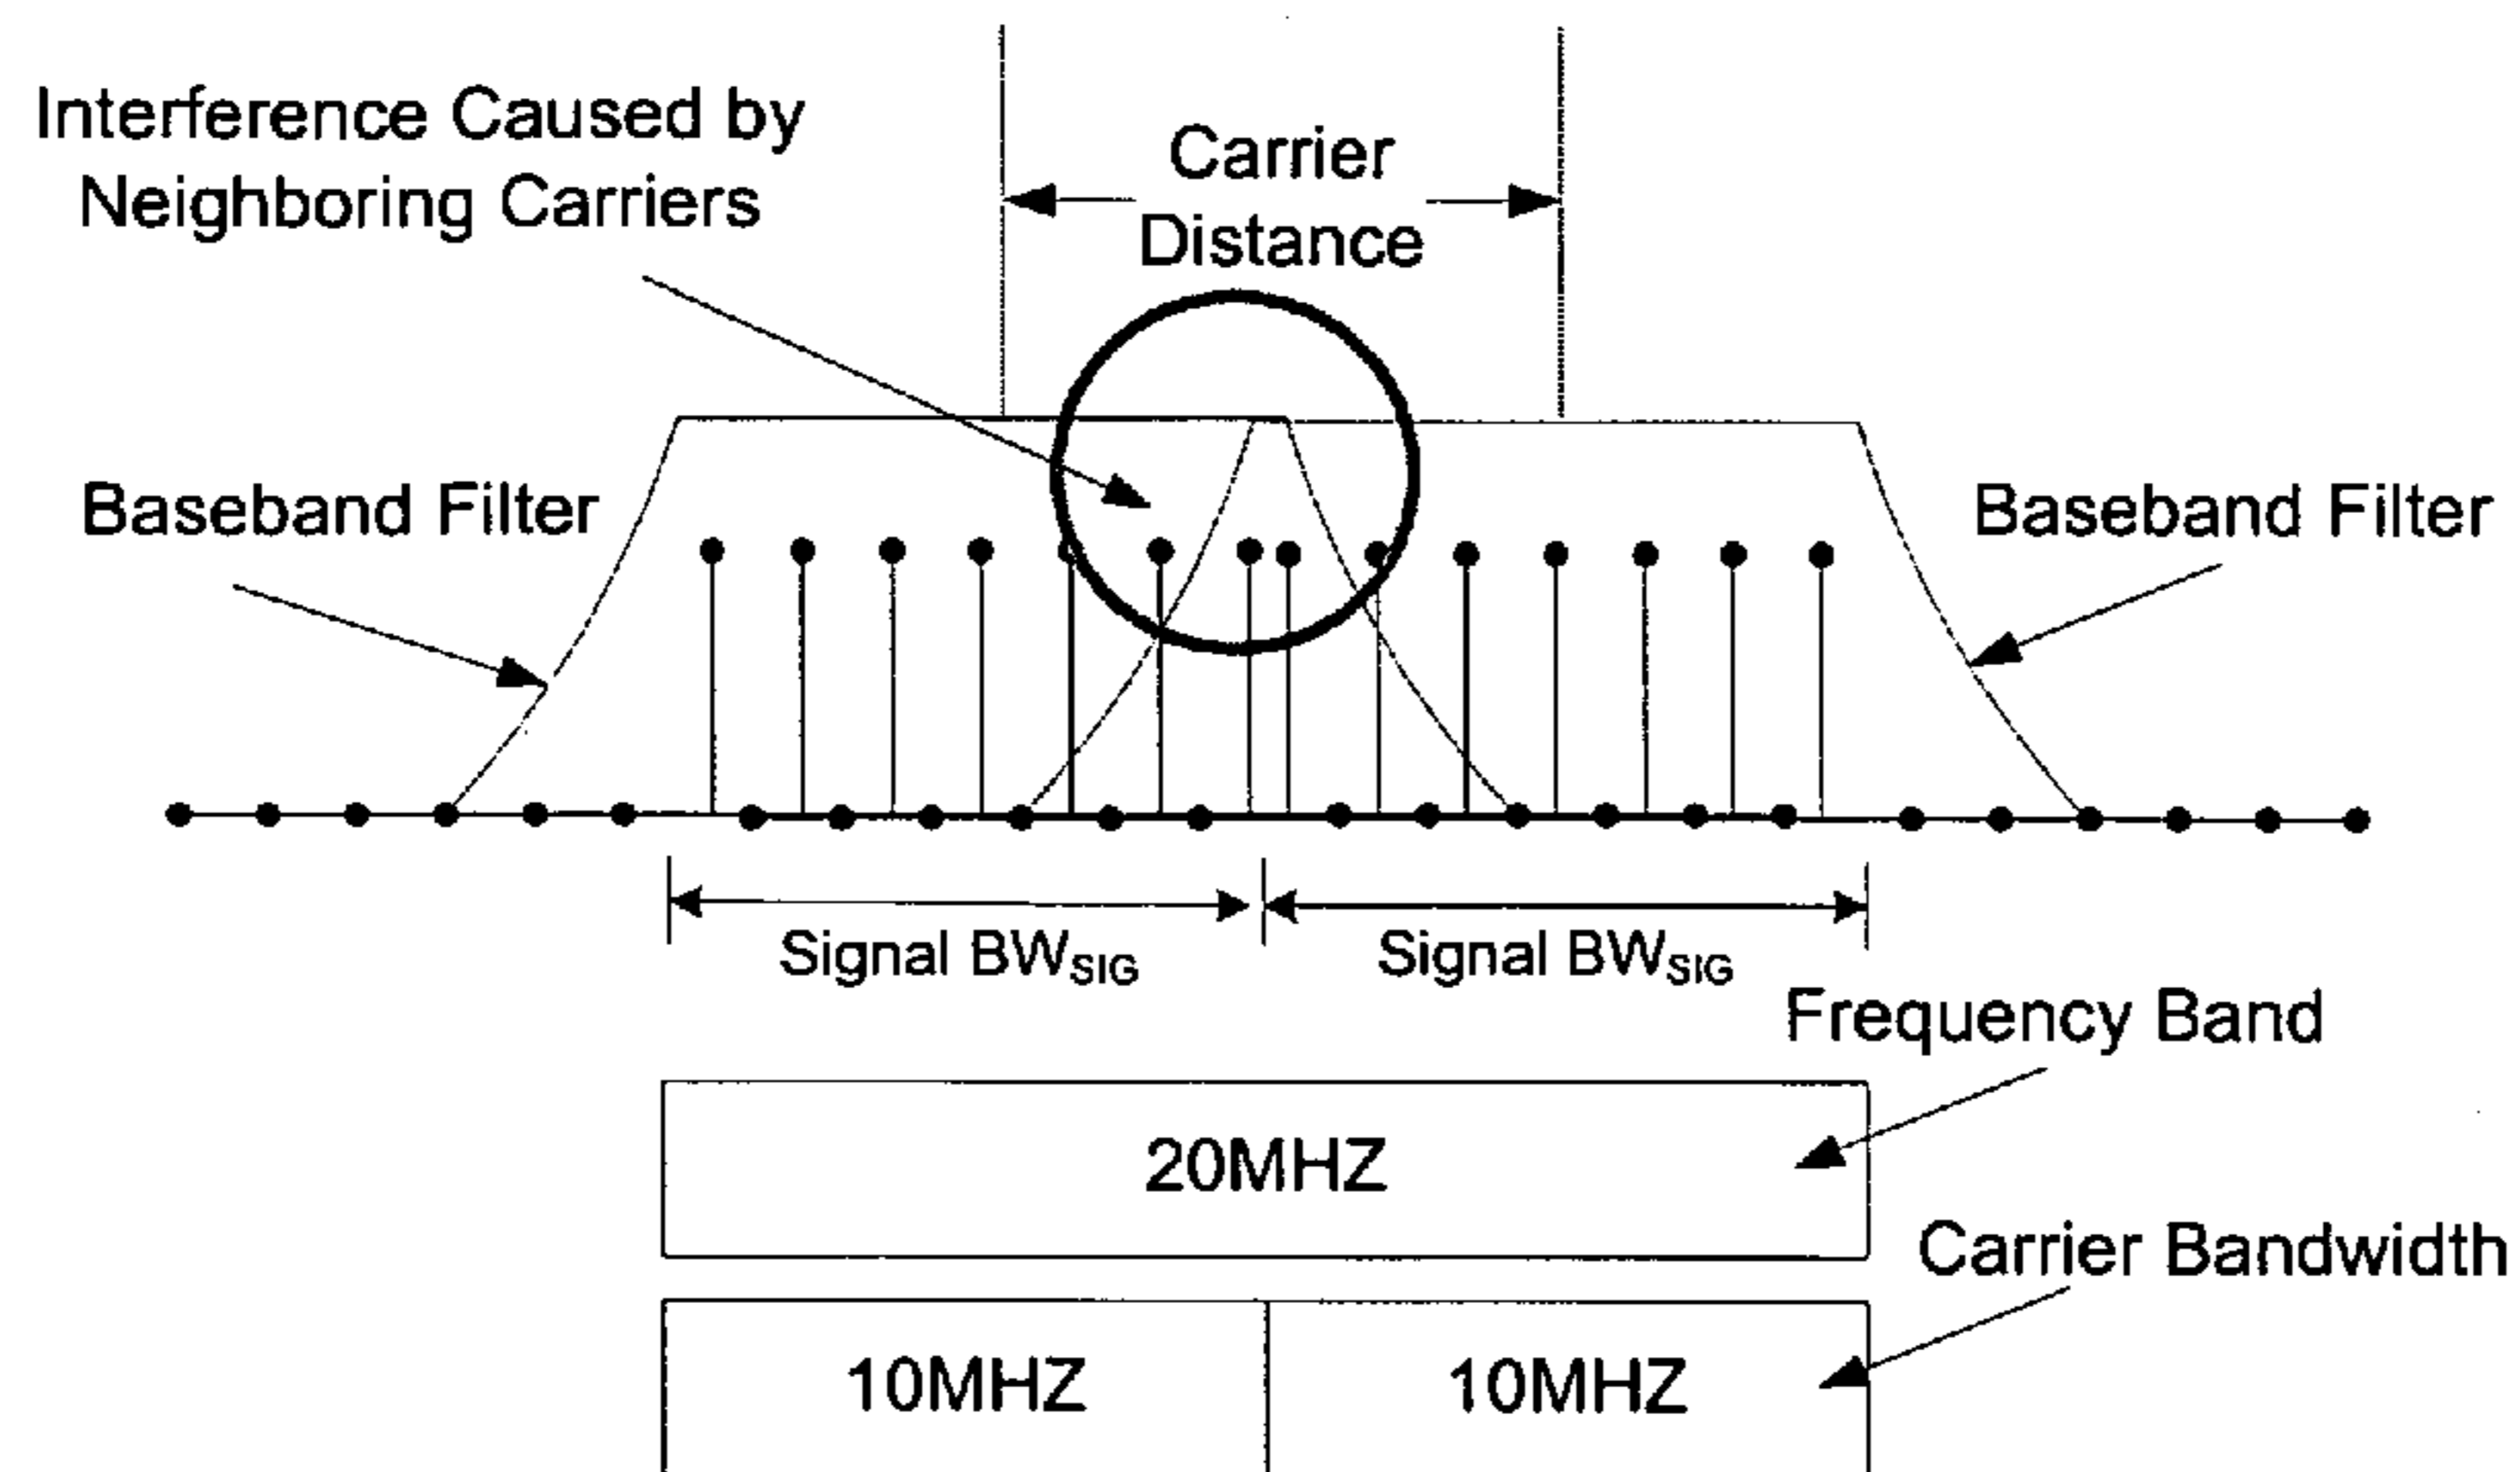 Interference Caused by
Neighboring Carriers
Carrier
Distance
Baseband Filter
Baseband Filter
Signal BWSIG
Signal BWSIG
Frequency Band
20MHZ
Carrier Bandwidth
10MHZ
10MHZ